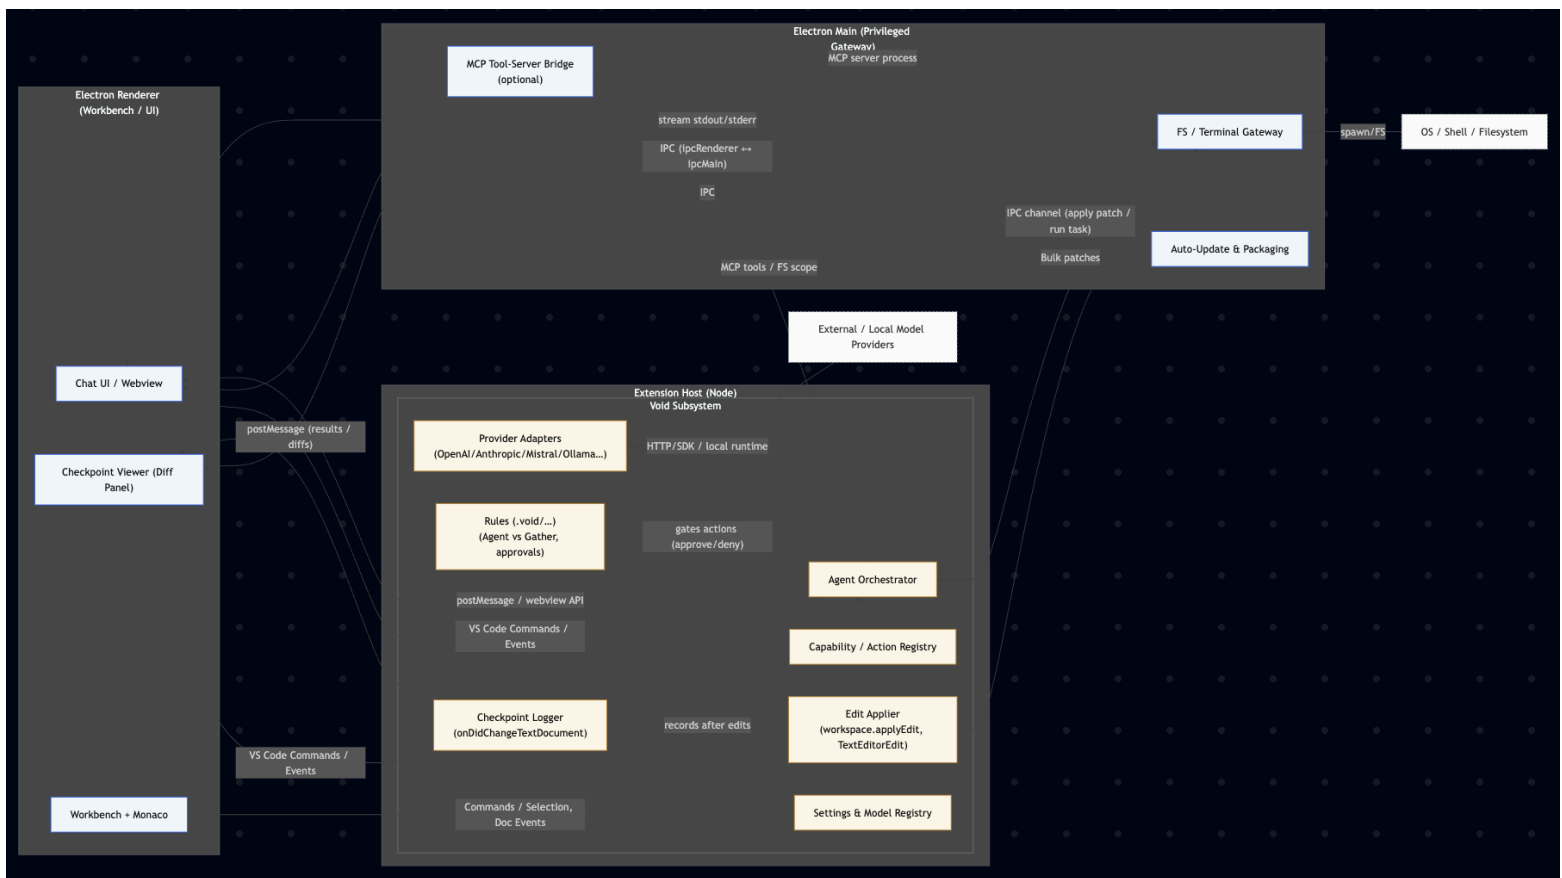 Electron Renderer
(Workbench / UI)
Chat UI / Webview
Checkpoint Viewer (Diff
Panel)
Workbench + Monaco
postMessage (results /
diffs)
VS Code Commands /
Events
Electron Main (Privileged
Gateway)
MCP server process
MCP Tool-Server Bridge
(optional)
stream stdout/stderr
IPC (ipcRenderer ↔
ipcMain)
IPC
MCP tools / FS scope
IPC channel (apply patch /
run task)
Bulk patches
FS / Terminal Gateway
Auto-Update & Packaging
spawn/FS
OS / Shell / Filesystem
External / Local Model
Providers
Extension Host (Node)
Void Subsystem
Provider Adapters
(OpenAI/Anthropic/Mistral/Ollama…)
HTTP/SDK / local runtime
Rules (.void/…)
(Agent vs Gather,
approvals)
gates actions
(approve/deny)
Agent Orchestrator
postMessage / webview API
VS Code Commands /
Events
Capability / Action Registry
Checkpoint Logger
(onDidChangeTextDocument)
records after edits
Edit Applier
(workspace.applyEdit,
TextEditorEdit)
Commands / Selection,
Doc Events
Settings & Model Registry